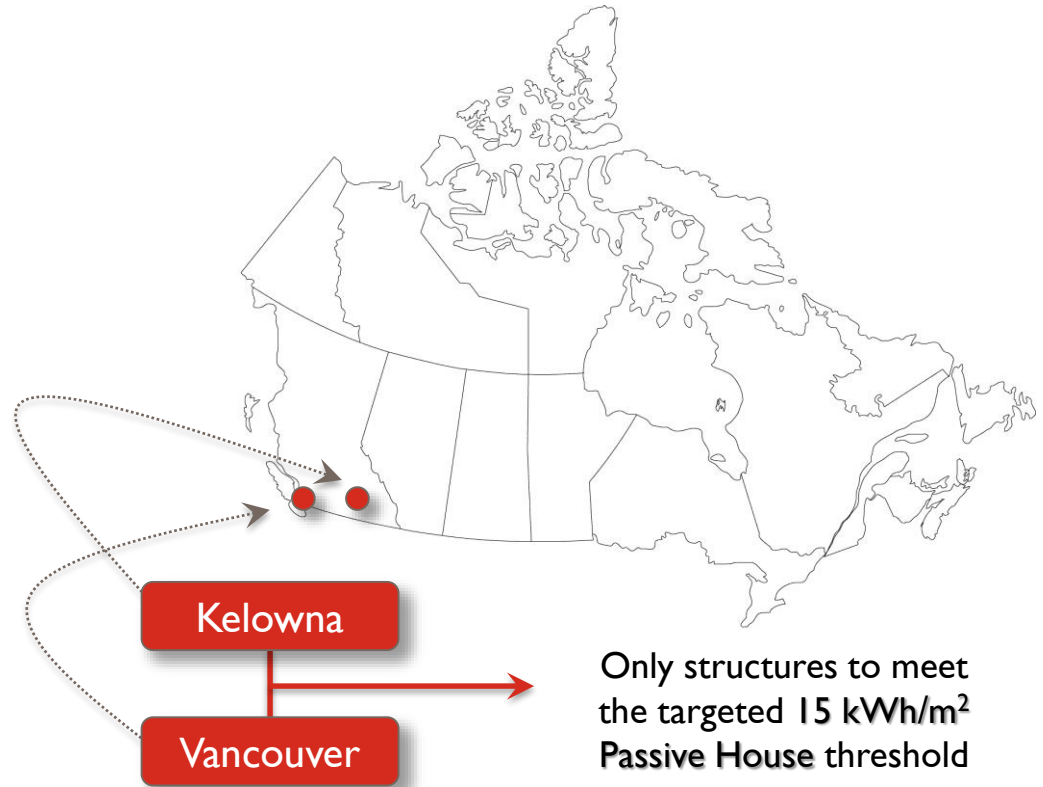 Kelowna
Vancouver
Only structures to meet
the targeted 15 kWh/m²
Passive House threshold